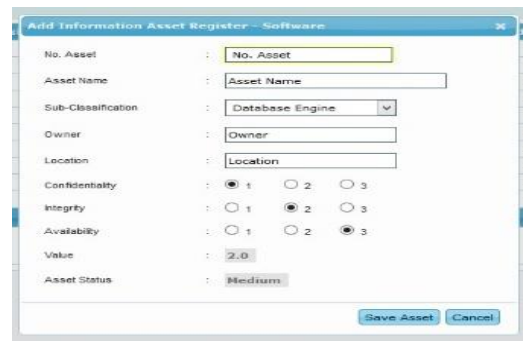 Add Information Asset Register - Software
No. Asset : No. Asset
Asset Name : Asset Name
Sub-Classification : Database Engine
Owner : Owner
Location : Location
Confidentiality : 1 2 3
Integrity : 1 2 3
Availability : 1 2 3
Value : 2.0
Asset Status : Medium
Save Asset Cancel